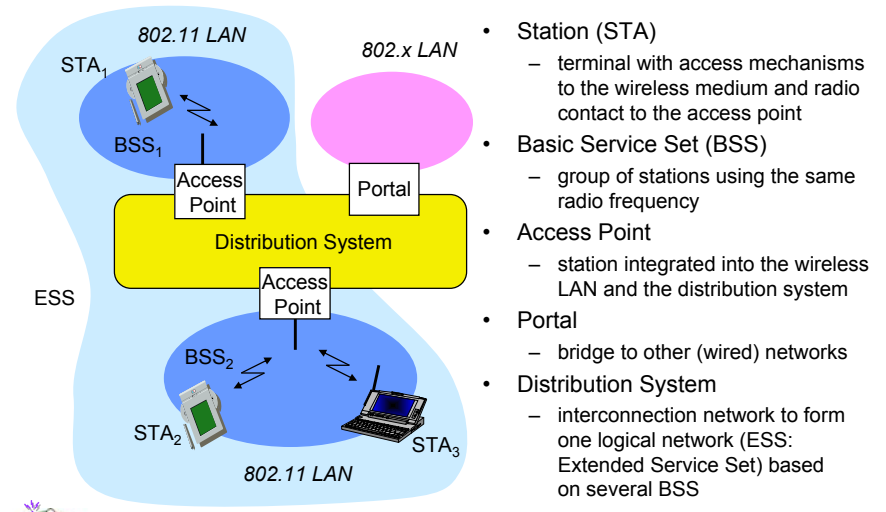 802.11 LAN
STA1
BSS1
Access
Point
802.x LAN
Portal
Distribution System
ESS
Access
Point
BSS2
STA2
STA3
802.11 LAN
• Station (STA)
– terminal with access mechanisms
to the wireless medium and radio
contact to the access point
• Basic Service Set (BSS)
– group of stations using the same
radio frequency
• Access Point
– station integrated into the wireless
LAN and the distribution system
• Portal
– bridge to other (wired) networks
• Distribution System
– interconnection network to form
one logical network (ESS:
Extended Service Set) based
on several BSS